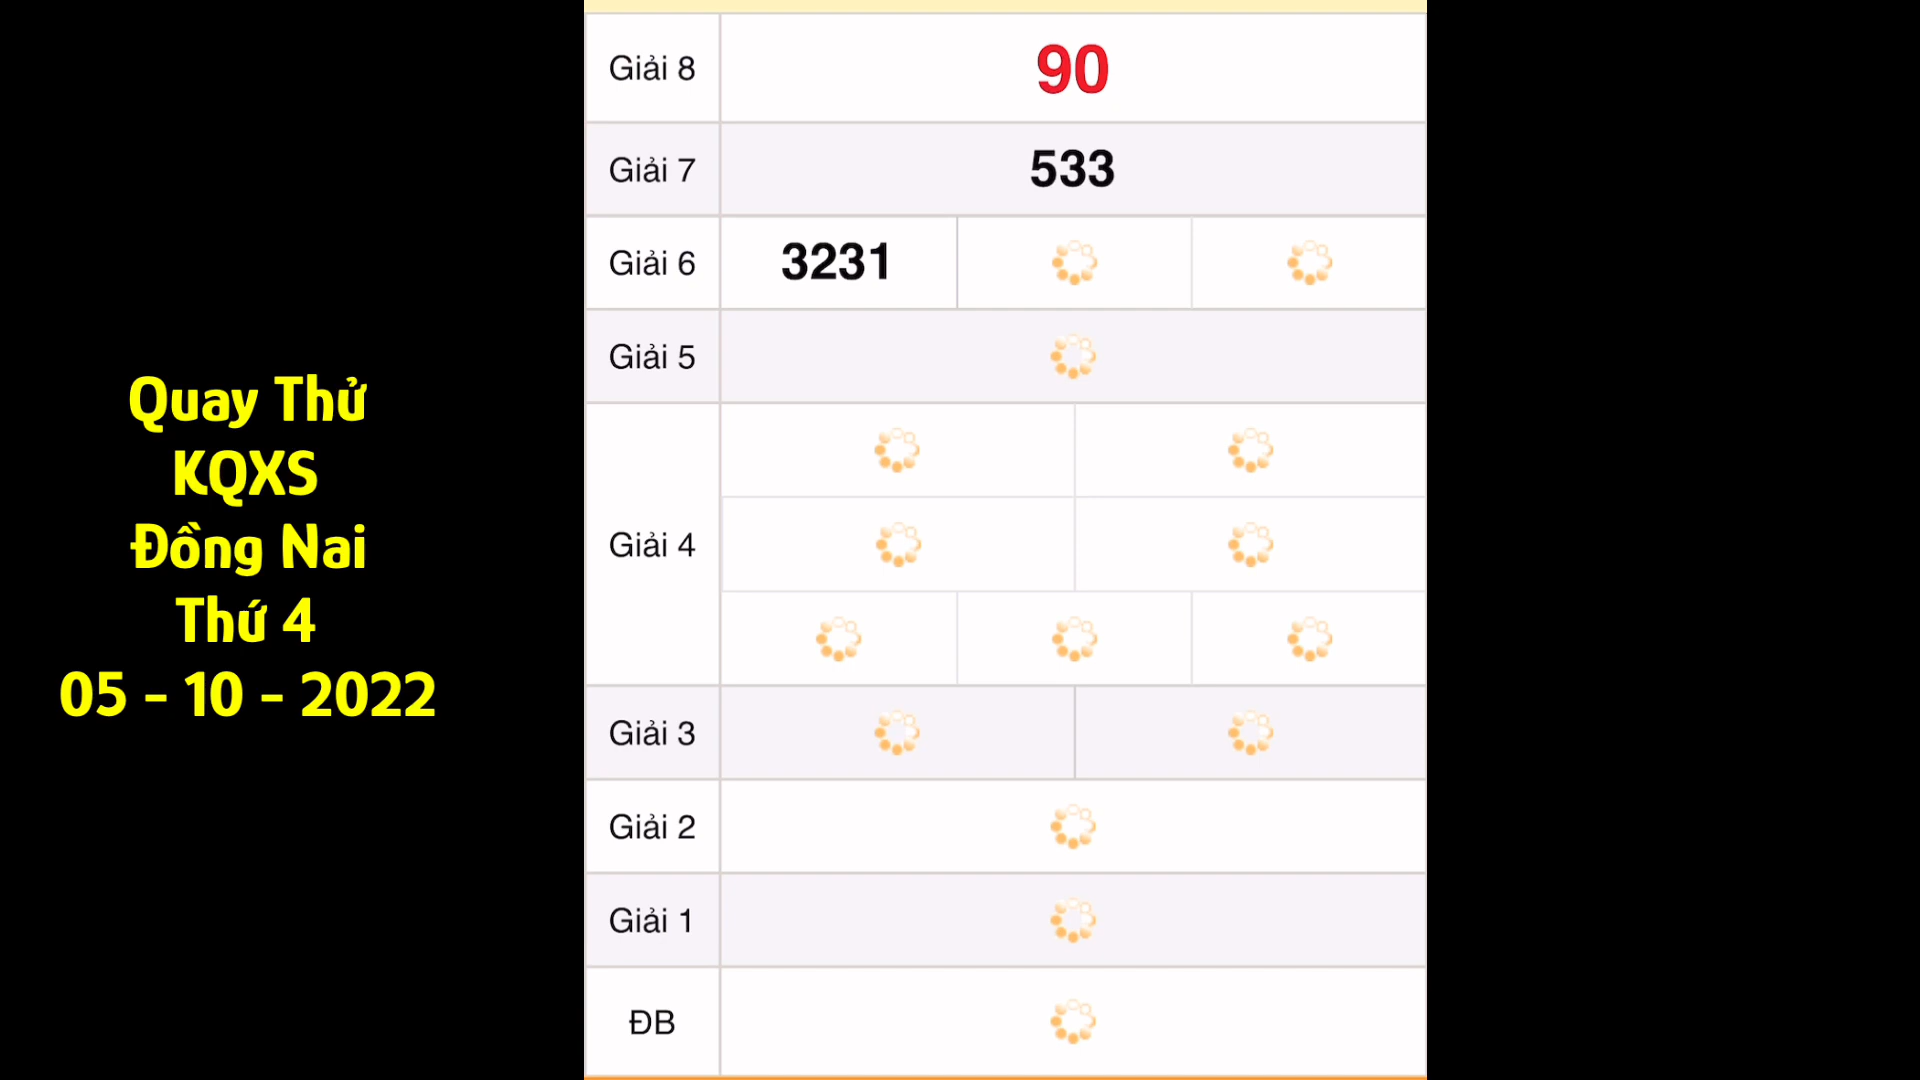 Quay Thử
KQXS
Đồng Nai
Thứ 4
05 - 10 - 2022
Giải 8 90
Giải 7 533
Giải 6 3231
Giải 5
Giải 4
Giải 3
Giải 2
Giải 1
ĐB